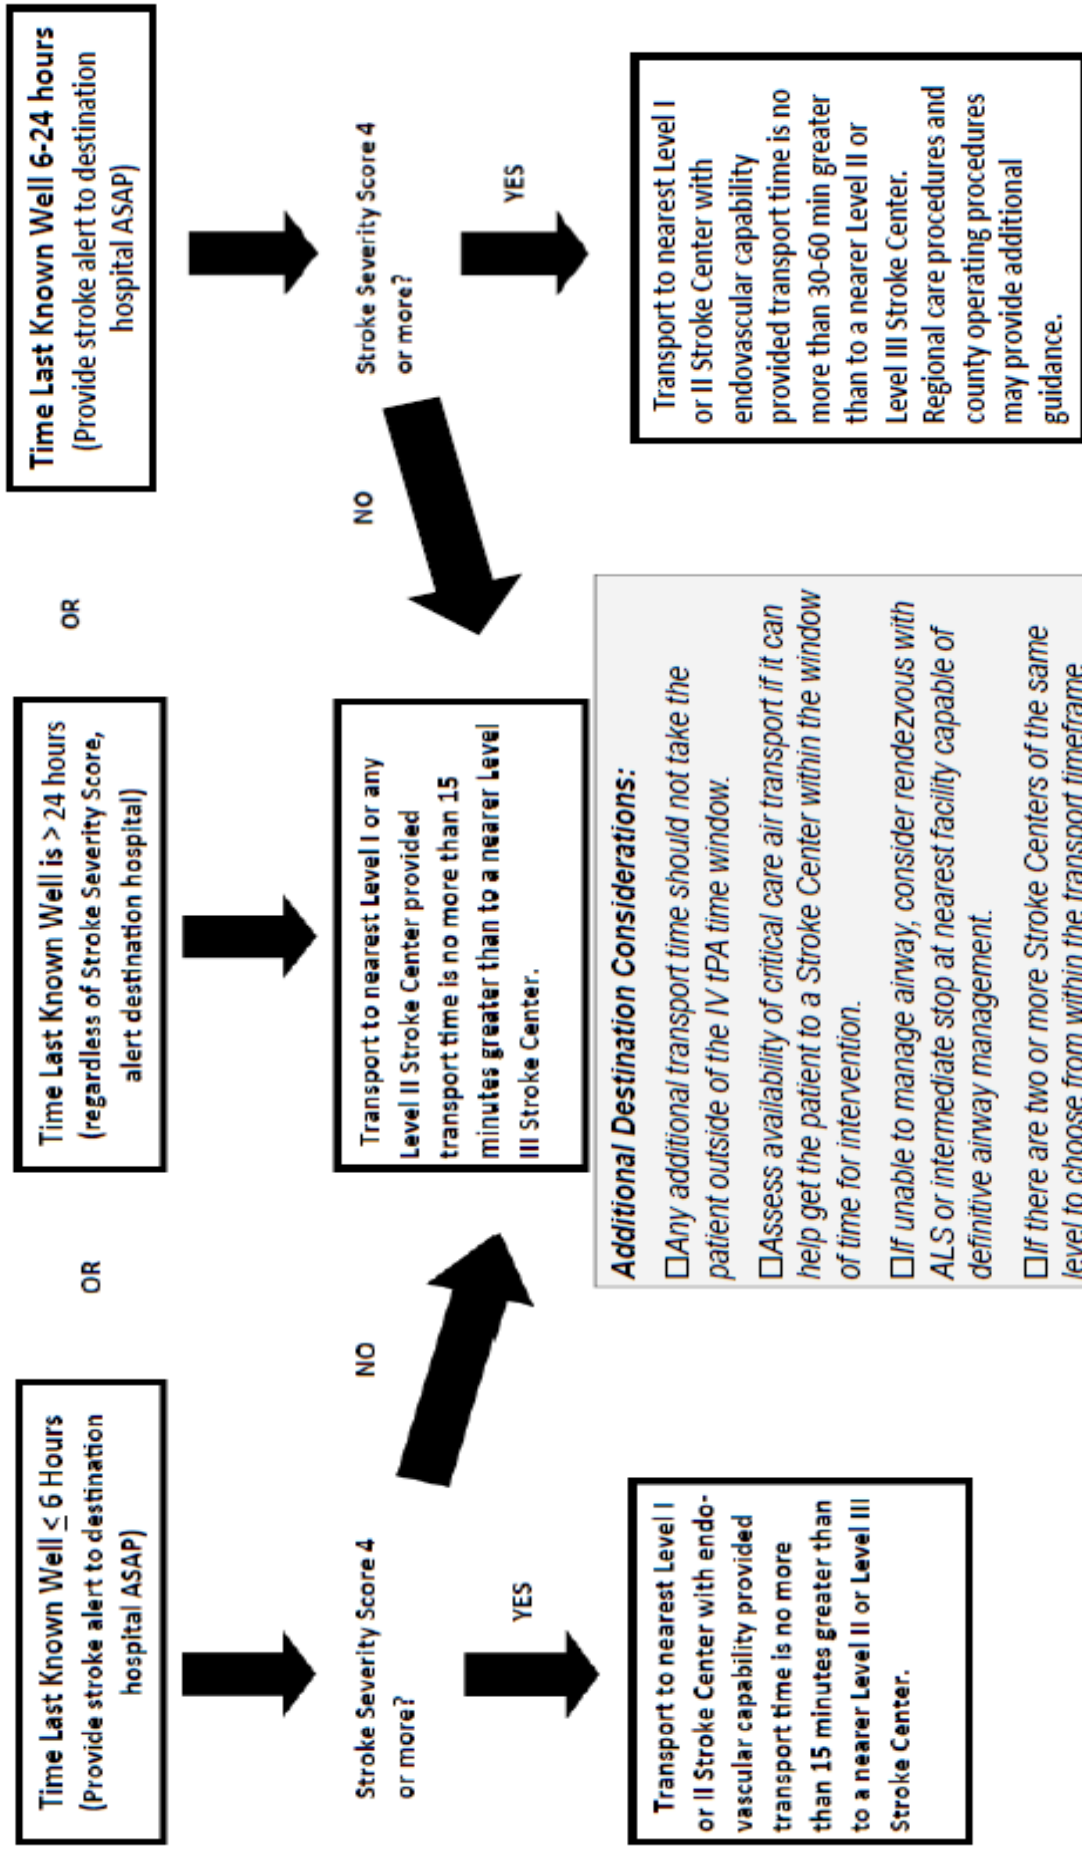 Time Last Known Well ≤ 6 Hours
(Provide stroke alert to destination
hospital ASAP)
OR
Time Last Known Well is > 24 hours
(regardless of Stroke Severity Score,
alert destination hospital)
OR
Time Last Known Well 6-24 hours
(Provide stroke alert to destination
hospital ASAP)
Stroke Severity Score 4
or more?
NO
YES
Transport to nearest Level I
or II Stroke Center with endo-
vascular capability provided
transport time is no more
than 15 minutes greater than
to a nearer Level II or Level III
Stroke Center.
Transport to nearest Level I or any
Level II Stroke Center provided
transport time is no more than 15
minutes greater than to a nearer Level
III Stroke Center.
Stroke Severity Score 4
or more?
NO
YES
Transport to nearest Level I
or II Stroke Center with
endovascular capability
provided transport time is no
more than 30-60 min greater
than to a nearer Level II or
Level III Stroke Center.
Regional care procedures and
county operating procedures
may provide additional
guidance.
Additional Destination Considerations:
□Any additional transport time should not take the
patient outside of the IV tPA time window.
□Assess availability of critical care air transport if it can
help get the patient to a Stroke Center within the window
of time for intervention.
□If unable to manage airway, consider rendezvous with
ALS or intermediate stop at nearest facility capable of
definitive airway management.
□If there are two or more Stroke Centers of the same
level to choose from within the transport timeframe